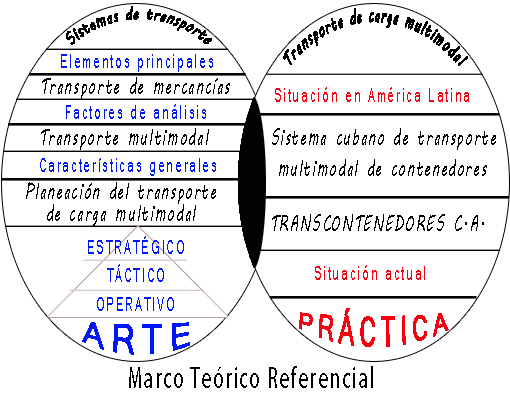 Sistemas de transporte
Elementos principales
Transporte de mercancías
Factores de análisis
Transporte multimodal
Características generales
Planeación del transporte
de carga multimodal
ESTRATÉGICO
TÁCTICO
OPERATIVO
ARTE
Transporte de carga multimodal
Situación en América Latina
Sistema cubano de transporte
multimodal de contenedores
TRANSCONTENEDORES C.A.
Situación actual
PRÁCTICA
Marco Teórico Referencial